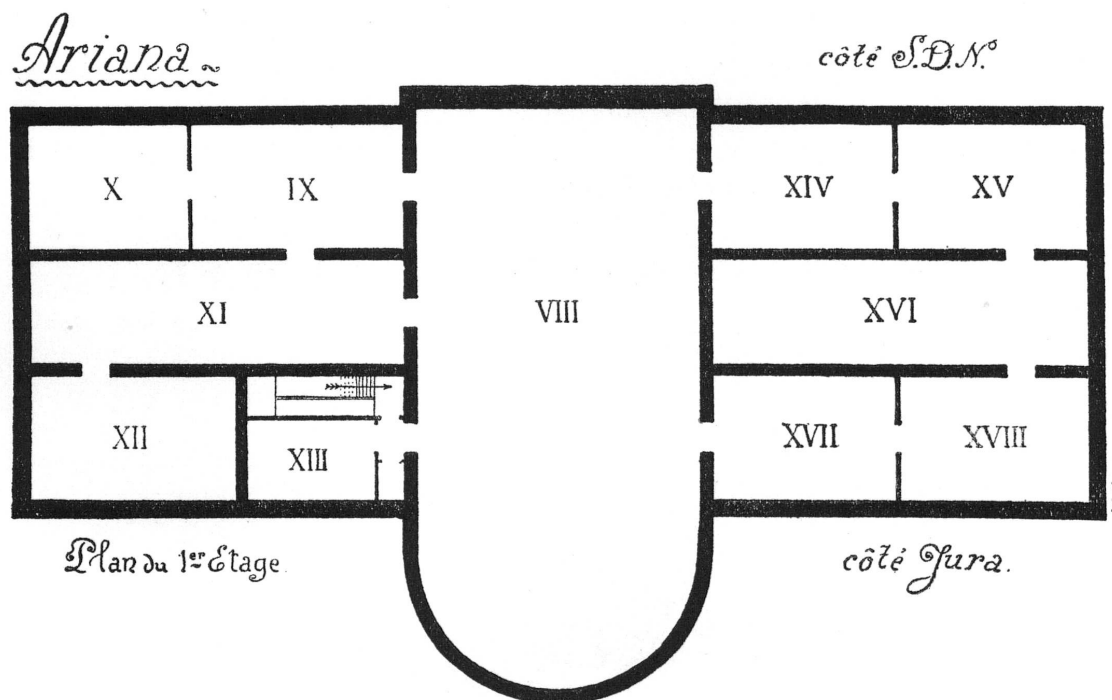 Ariana
côté S.D.N.
X
IX
XIV
XV
XI
VIII
XVI
XII
XIII
XVII
XVIII
Plan du 1er Etage.
côté Jura.